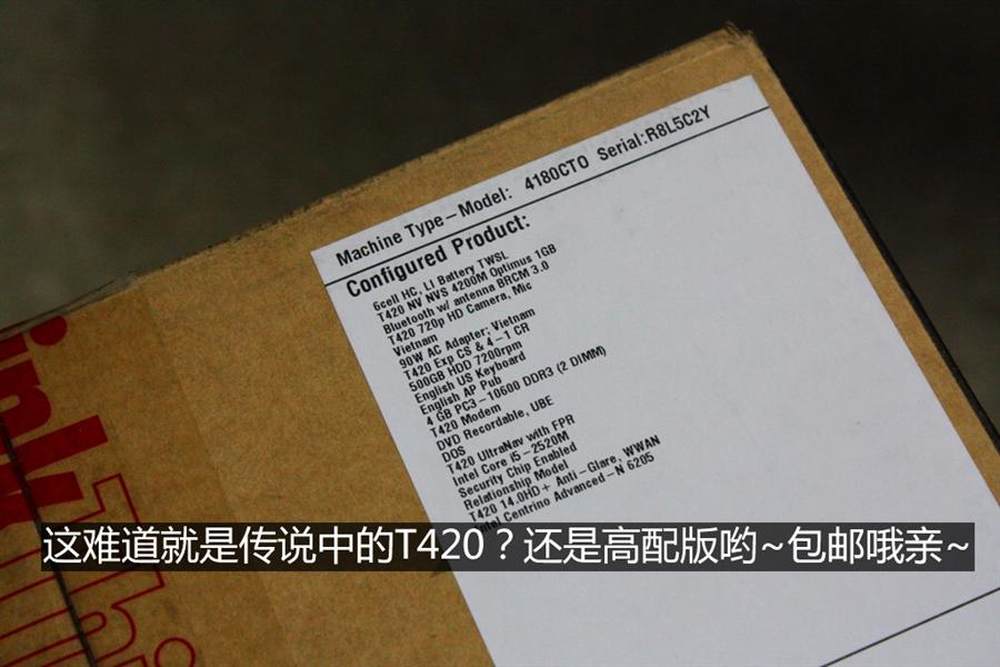 Machine Type-Model: 4180CTO Serial:R8L5C2Y
Configured Product:
6cell HC, LI Battery TWSL
T420 NV NVS 4200M Optimus 1GB
Bluetooth w/ antenna BRCM 3.0
T420 720p HD Camera, Mic
Vietnam
90W AC Adapter; Vietnam
T420 Exp CS & 4-1 CR
500GB HDD 7200rpm
English US Keyboard
English AP Pub
4 GB PC3-10600 DDR3 (2 DIMM)
T420 Modem
DVD Recordable, UBE
DOS
T420 UltraNav with FPR
Intel Core i5-2520M
Security Chip Enabled
Relationship Model
T420 14.0HD+ Anti-Glare, WWAN
Intel Centrino Advanced-N 6205
这难道就是传说中的T420？还是高配版哟~包邮哦亲~